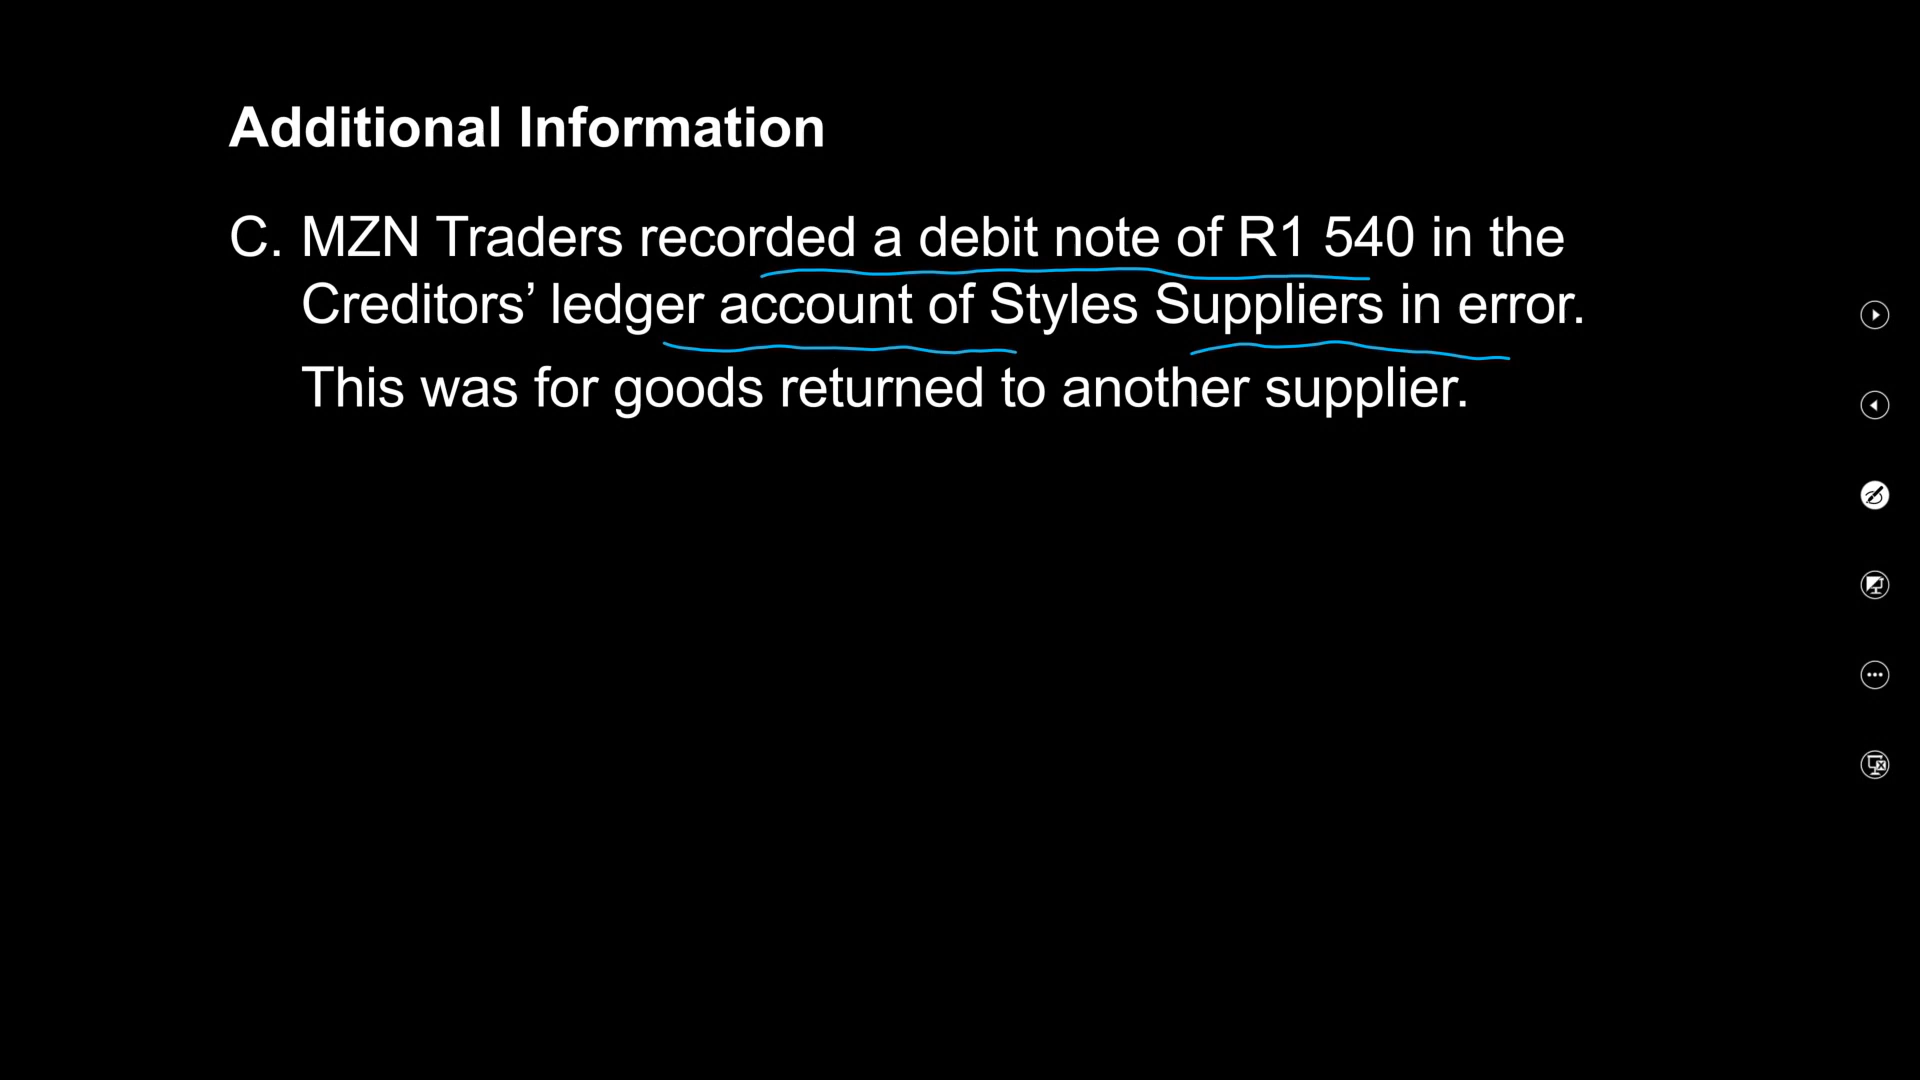 Additional Information
C. MZN Traders recorded a debit note of R1 540 in the
Creditors’ ledger account of Styles Suppliers in error.
This was for goods returned to another supplier.